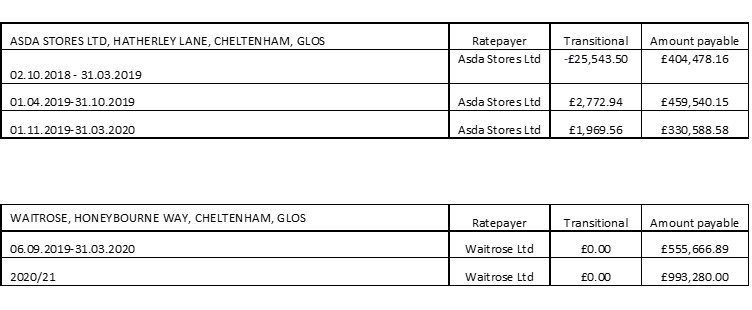 ASDA STORES LTD, HATHERLEY LANE, CHELTENHAM, GLOS Ratepayer Transitional Amount payable
02.10.2018 - 31.03.2019 Asda Stores Ltd -£25,543.50 £404,478.16
01.04.2019-31.10.2019 Asda Stores Ltd £2,772.94 £459,540.15
01.11.2019-31.03.2020 Asda Stores Ltd £1,969.56 £330,588.58
WAITROSE, HONEYBOURNE WAY, CHELTENHAM, GLOS Ratepayer Transitional Amount payable
06.09.2019-31.03.2020 Waitrose Ltd £0.00 £555,666.89
2020/21 Waitrose Ltd £0.00 £993,280.00